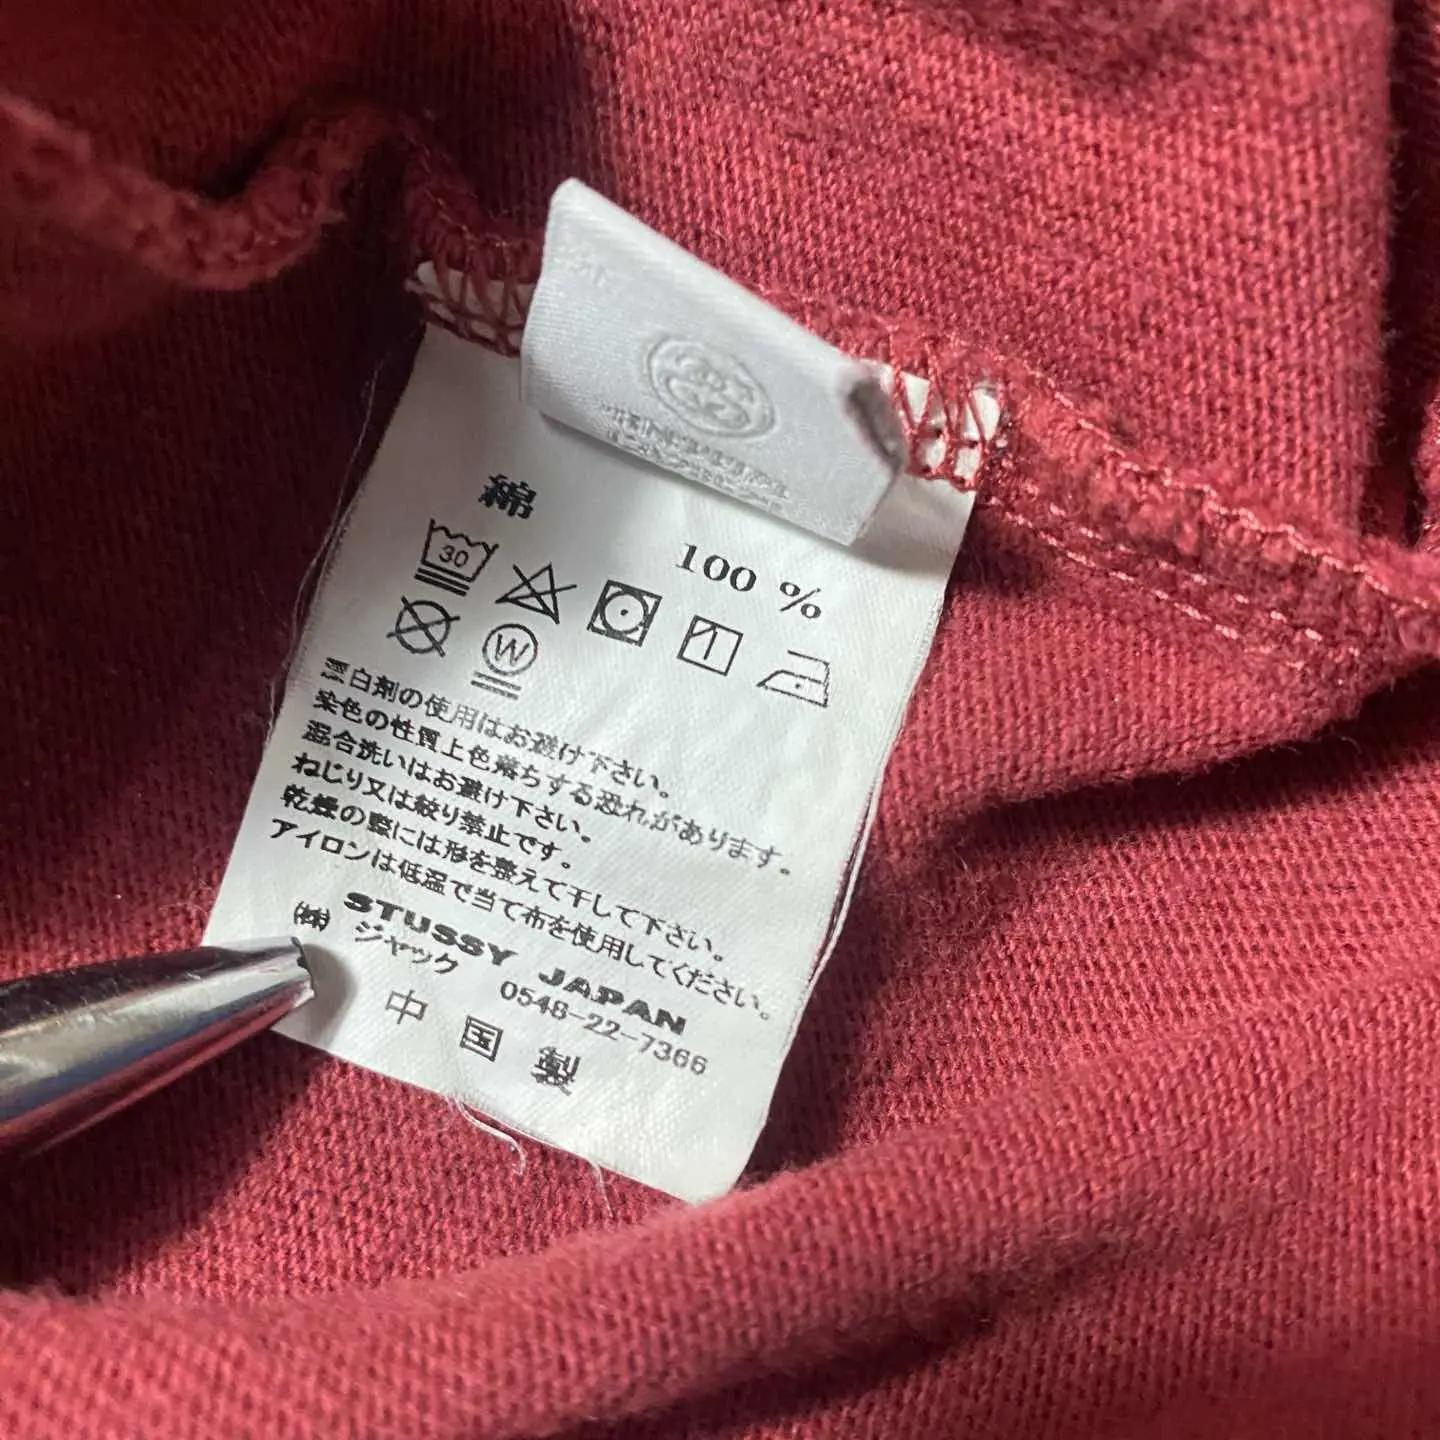 綿
100 %
30
W
漂白剤の使用はお避け下さい。
染色の性質上色落ちする恐れがあります。
混合洗いはお避け下さい。
ねじり又は絞り禁止です。
乾燥の際には形を整えて干して下さい。
アイロンは低温で当て布を使用してください。
STUSSY JAPAN
㈱ ジャック 0548-22-7366
中国製